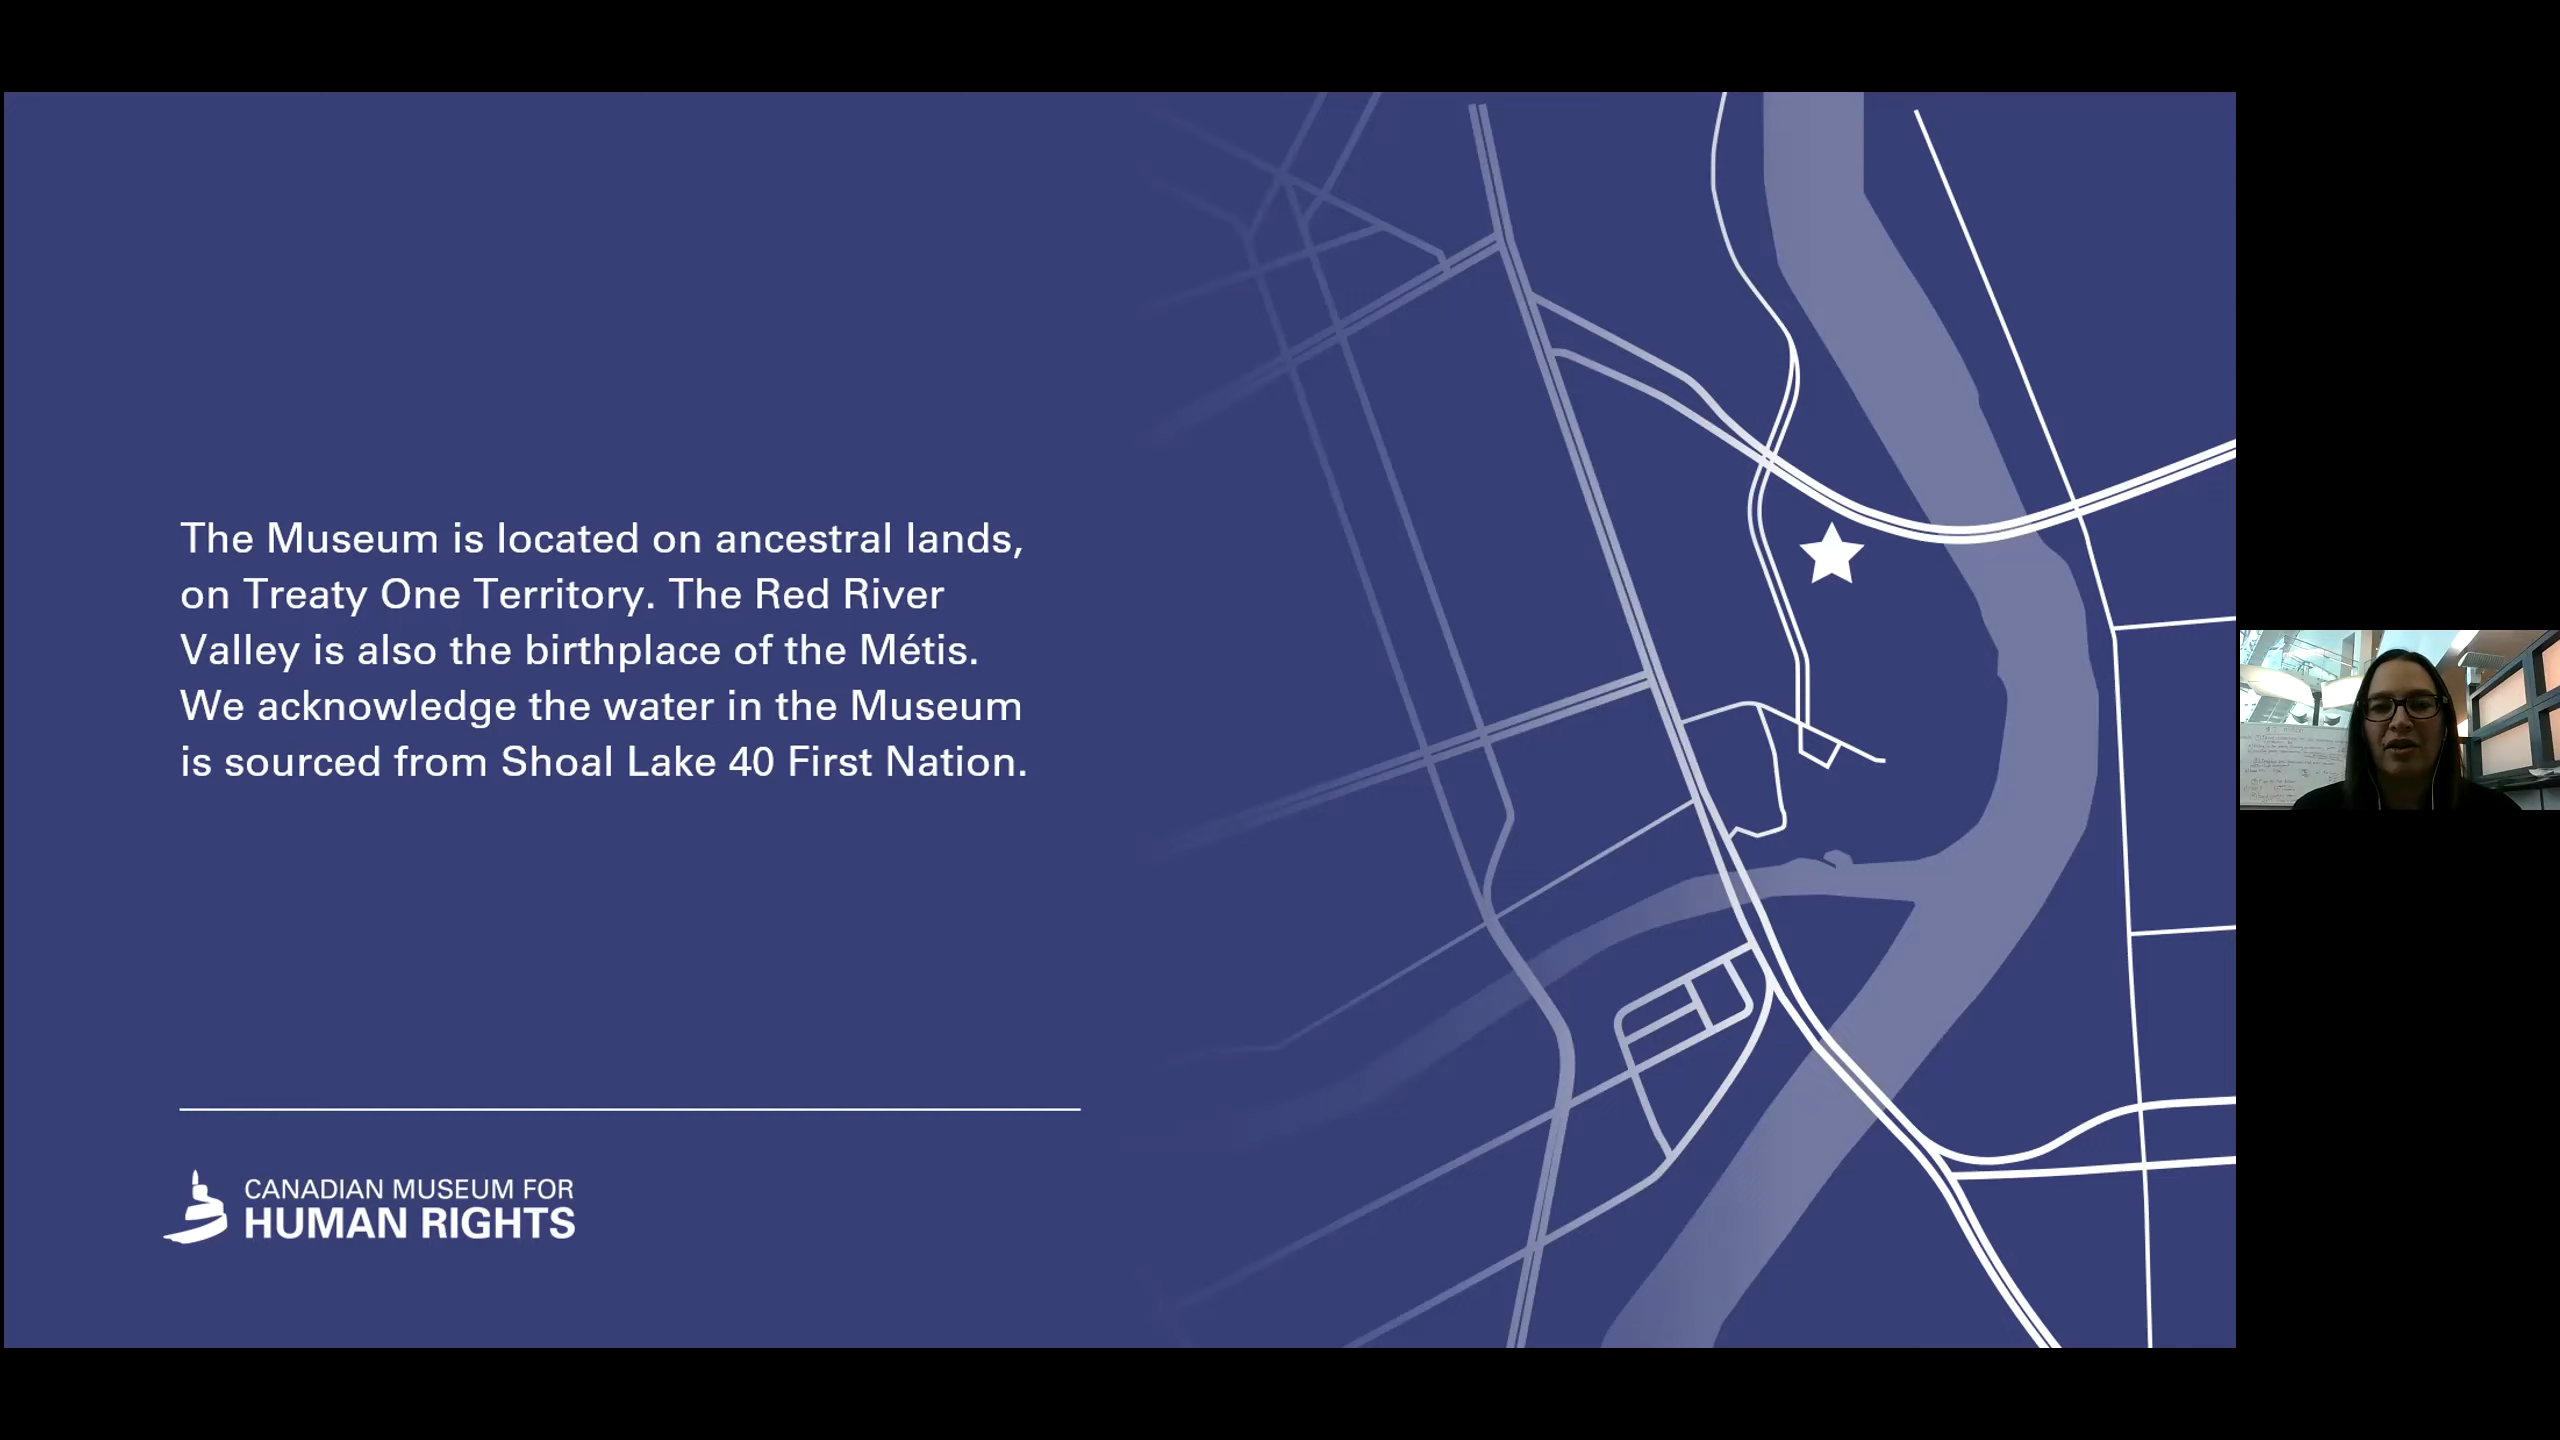 The Museum is located on ancestral lands,
on Treaty One Territory. The Red River
Valley is also the birthplace of the Métis.
We acknowledge the water in the Museum
is sourced from Shoal Lake 40 First Nation.
CANADIAN MUSEUM FOR
HUMAN RIGHTS